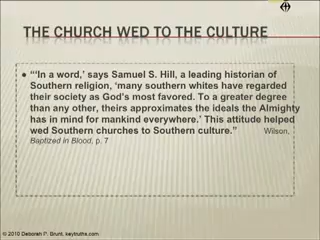 THE CHURCH WED TO THE CULTURE
• “‘In a word,’ says Samuel S. Hill, a leading historian of
Southern religion, ‘many southern whites have regarded
their society as God’s most favored. To a greater degree
than any other, theirs approximates the ideals the Almighty
has in mind for mankind everywhere.’ This attitude helped
wed Southern churches to Southern culture.” Wilson,
Baptized in Blood, p. 7
© 2010 Deborah P. Brunt, keytruths.com